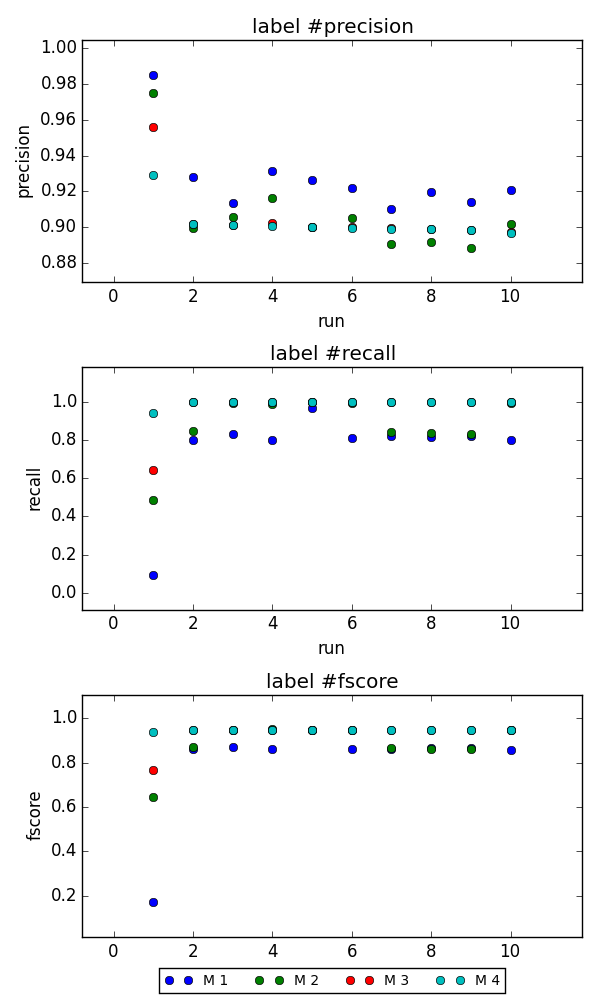 label #precision
1.00
0.98
0.96
0.94
0.92
0.90
0.88
precision
0 2 4 6 8 10
run
label #recall
1.0
0.8
0.6
0.4
0.2
0.0
recall
0 2 4 6 8 10
run
label #fscore
1.0
0.8
0.6
0.4
0.2
fscore
0 2 4 6 8 10
M 1 M 2 M 3 M 4